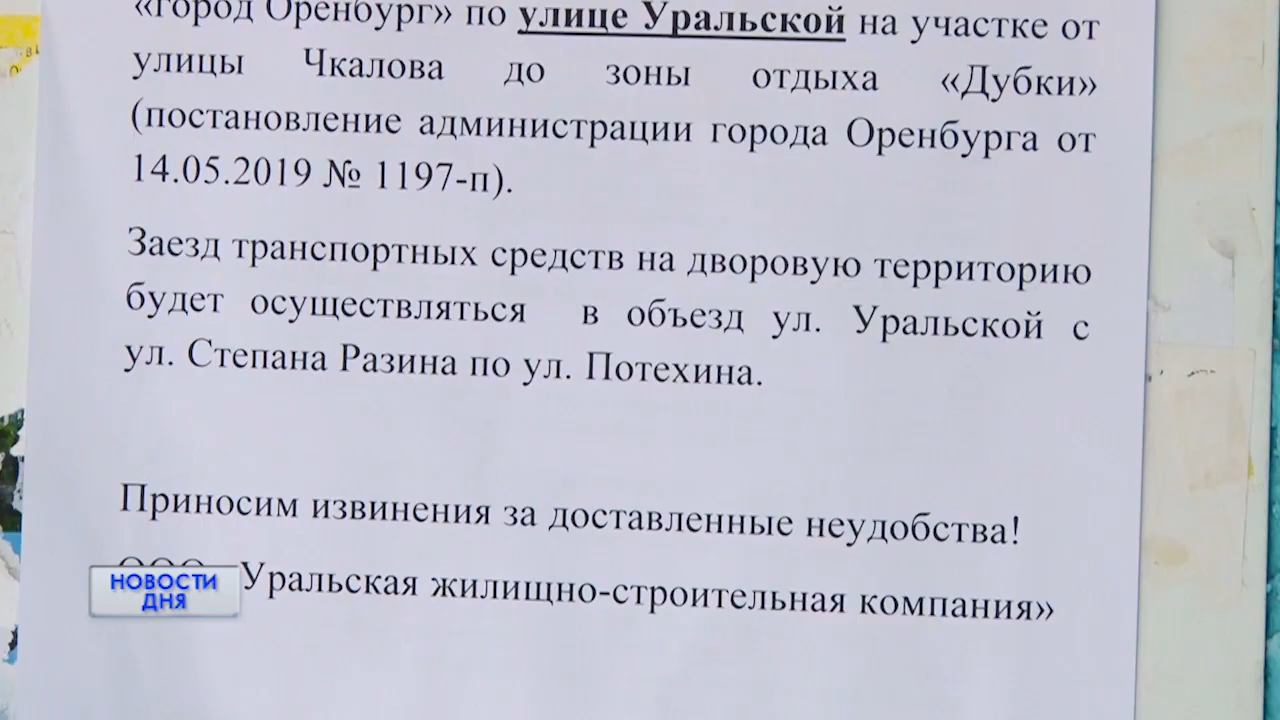 «город Оренбург» по улице Уральской на участке от
улицы Чкалова до зоны отдыха «Дубки»
(постановление администрации города Оренбурга от
14.05.2019 № 1197-п).
Заезд транспортных средств на дворовую территорию
будет осуществляться в объезд ул. Уральской с
ул. Степана Разина по ул. Потехина.
Приносим извинения за доставленные неудобства!
ООО «Уральская жилищно-строительная компания»
НОВОСТИ
ДНЯ